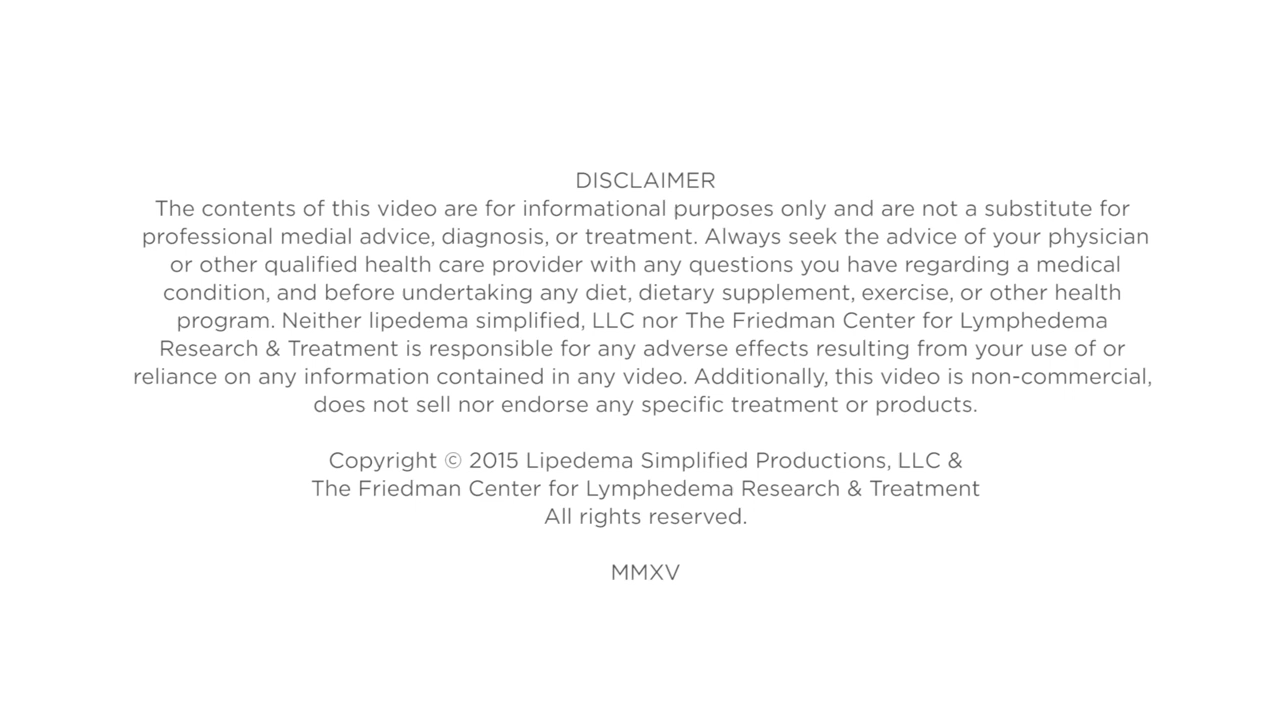 DISCLAIMER
The contents of this video are for informational purposes only and are not a substitute for
professional medial advice, diagnosis, or treatment. Always seek the advice of your physician
or other qualified health care provider with any questions you have regarding a medical
condition, and before undertaking any diet, dietary supplement, exercise, or other health
program. Neither lipedema simplified, LLC nor The Friedman Center for Lymphedema
Research & Treatment is responsible for any adverse effects resulting from your use of or
reliance on any information contained in any video. Additionally, this video is non-commercial,
does not sell nor endorse any specific treatment or products.
Copyright © 2015 Lipedema Simplified Productions, LLC &
The Friedman Center for Lymphedema Research & Treatment
All rights reserved.
MMXV